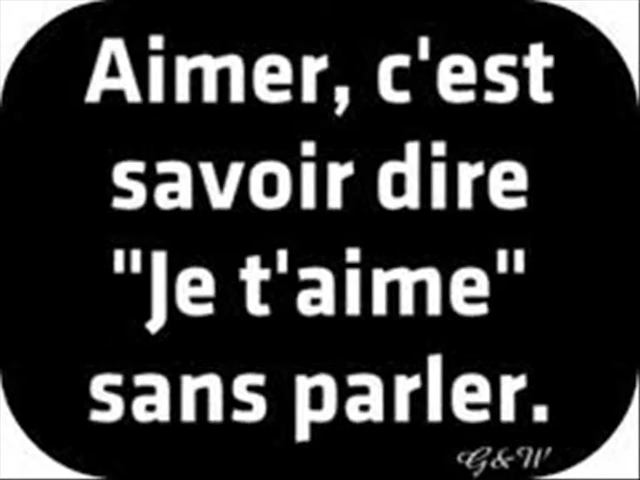 Aimer, c'est
savoir dire
"Je t'aime"
sans parler.
G&W